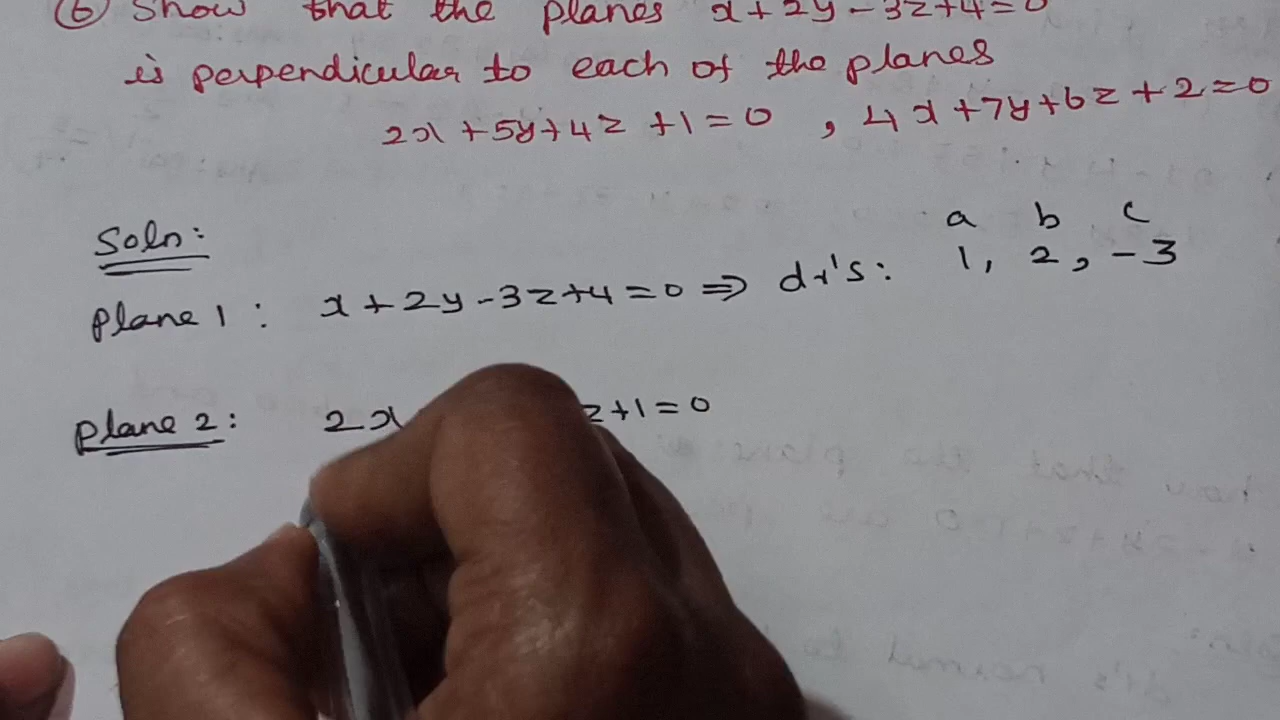 ⑥ Show that the planes x+2y-3z+4=0
is perpendicular to each of the planes
2x+5y+4z+1=0 , 4x+7y+6z+2=0
Soln:
a b c
Plane 1 : x+2y-3z+4=0 ⇒ dr's: 1, 2, -3
Plane 2 : 2x z+1=0